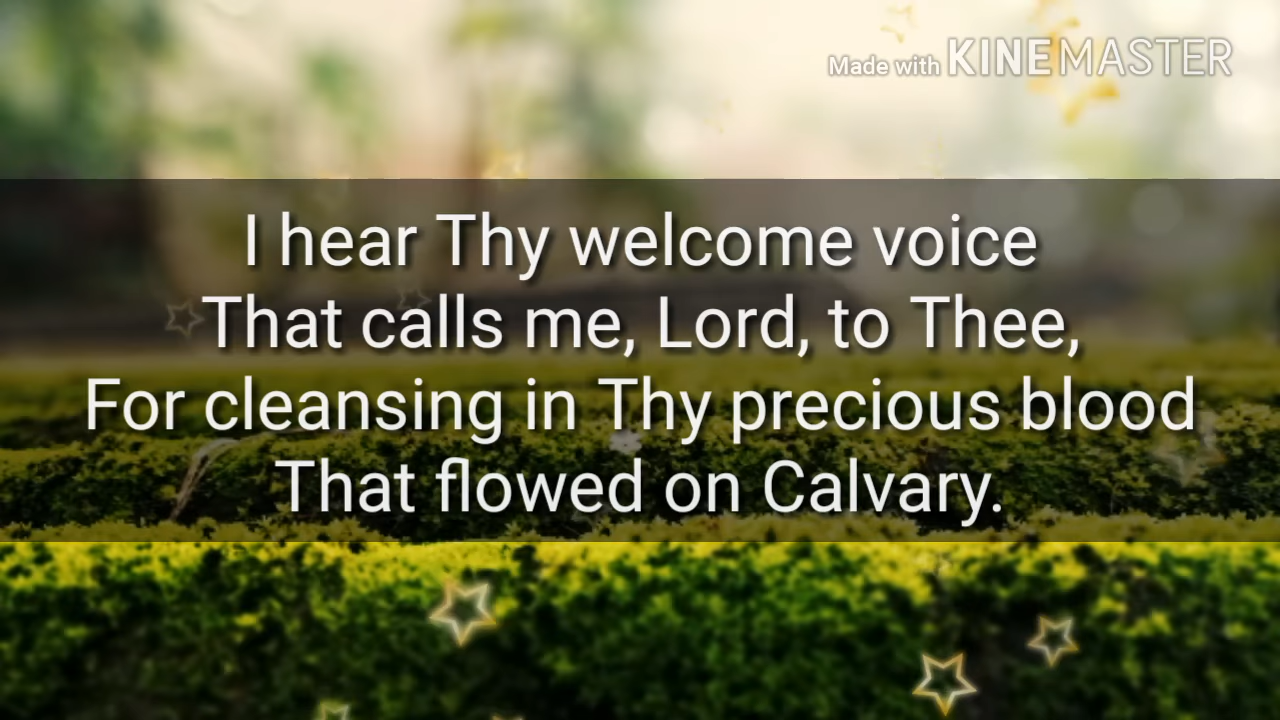 Made with KINEMASTER
I hear Thy welcome voice
That calls me, Lord, to Thee,
For cleansing in Thy precious blood
That flowed on Calvary.